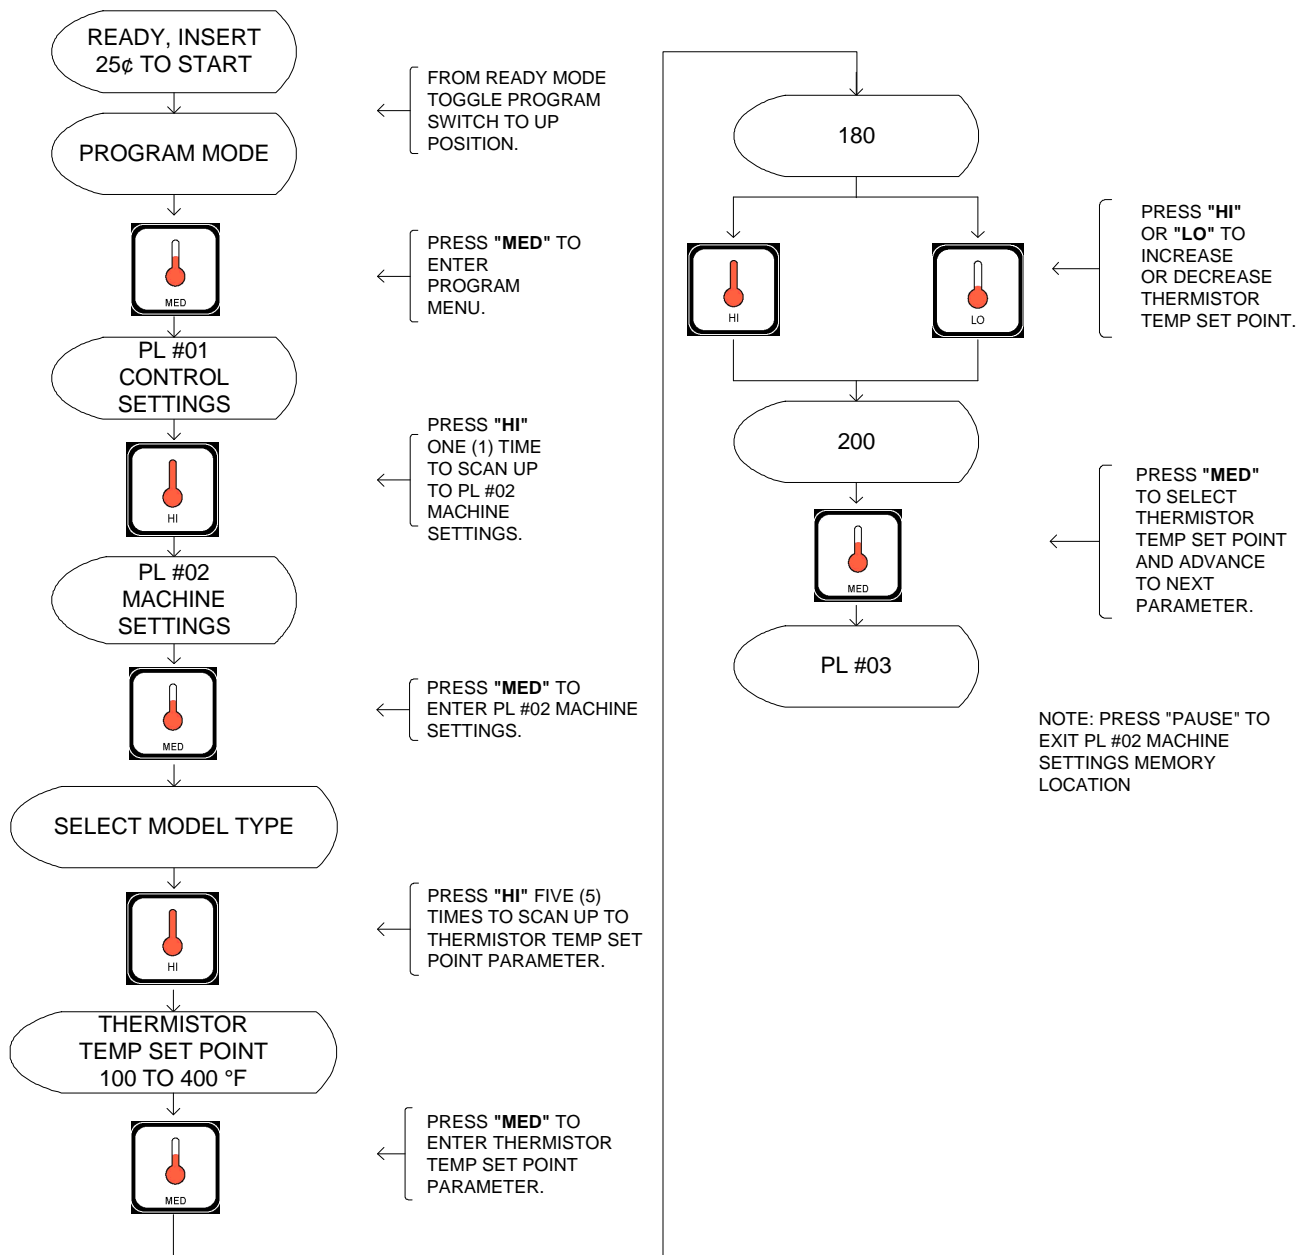 READY, INSERT
25¢ TO START
FROM READY MODE
TOGGLE PROGRAM
SWITCH TO UP
POSITION.
PROGRAM MODE
MED
PRESS "MED" TO
ENTER
PROGRAM
MENU.
PL #01
CONTROL
SETTINGS
HI
PRESS "HI"
ONE (1) TIME
TO SCAN UP
TO PL #02
MACHINE
SETTINGS.
PL #02
MACHINE
SETTINGS
MED
PRESS "MED" TO
ENTER PL #02 MACHINE
SETTINGS.
SELECT MODEL TYPE
HI
PRESS "HI" FIVE (5)
TIMES TO SCAN UP TO
THERMISTOR TEMP SET
POINT PARAMETER.
THERMISTOR
TEMP SET POINT
100 TO 400 °F
MED
PRESS "MED" TO
ENTER THERMISTOR
TEMP SET POINT
PARAMETER.
180
HI
LO
PRESS "HI"
OR "LO" TO
INCREASE
OR DECREASE
THERMISTOR
TEMP SET POINT.
200
MED
PRESS "MED"
TO SELECT
THERMISTOR
TEMP SET POINT
AND ADVANCE
TO NEXT
PARAMETER.
PL #03
NOTE: PRESS "PAUSE" TO
EXIT PL #02 MACHINE
SETTINGS MEMORY
LOCATION